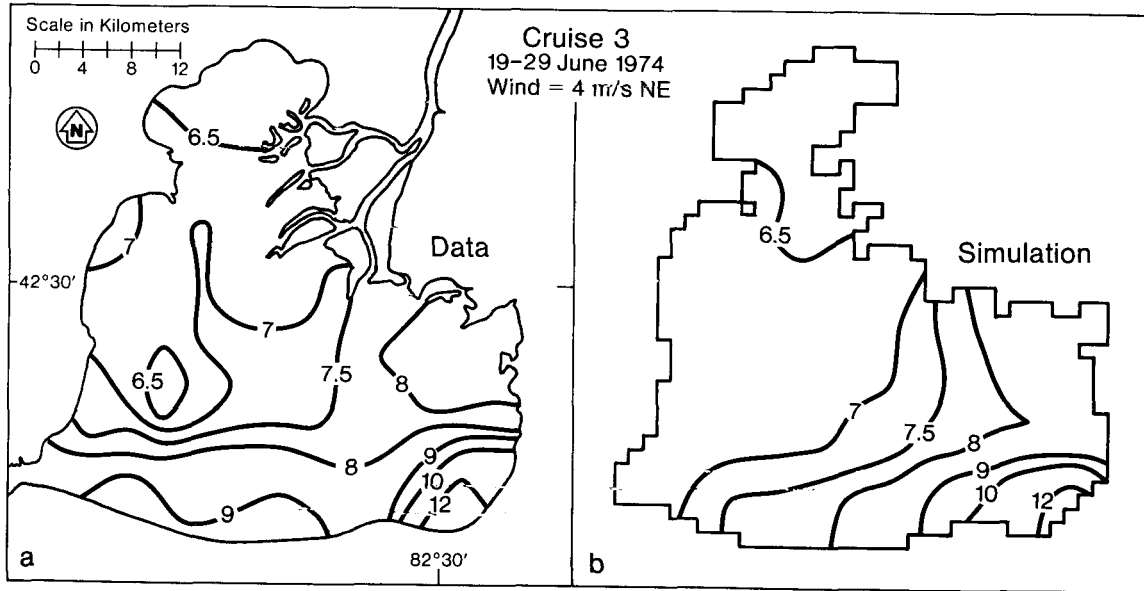 Scale in Kilometers
0 4 8 12
N
Cruise 3
19-29 June 1974
Wind = 4 m/s NE
Data
6.5
7
42°30′
7
6.5
7.5
8
8
9
10
12
9
a
82°30′
Simulation
6.5
7
7.5
8
9
10
12
b